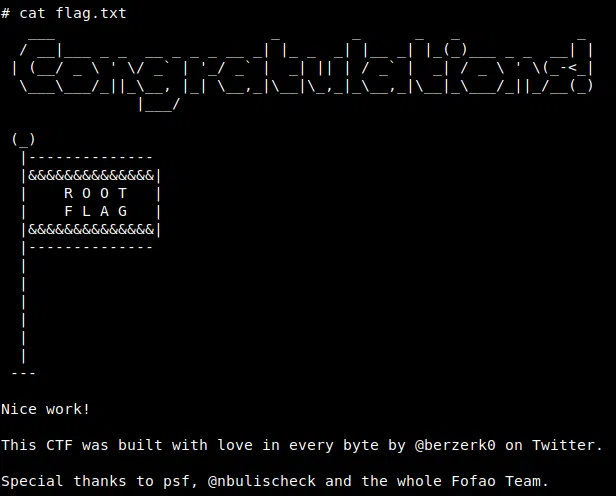 # cat flag.txt
Congratulations!
|--------------
|&&&&&&&&&&&&&&|
| R O O T |
| F L A G |
|&&&&&&&&&&&&&&|
|--------------
Nice work!
This CTF was built with love in every byte by @berzerk0 on Twitter.
Special thanks to psf, @nbulischeck and the whole Fofao Team.